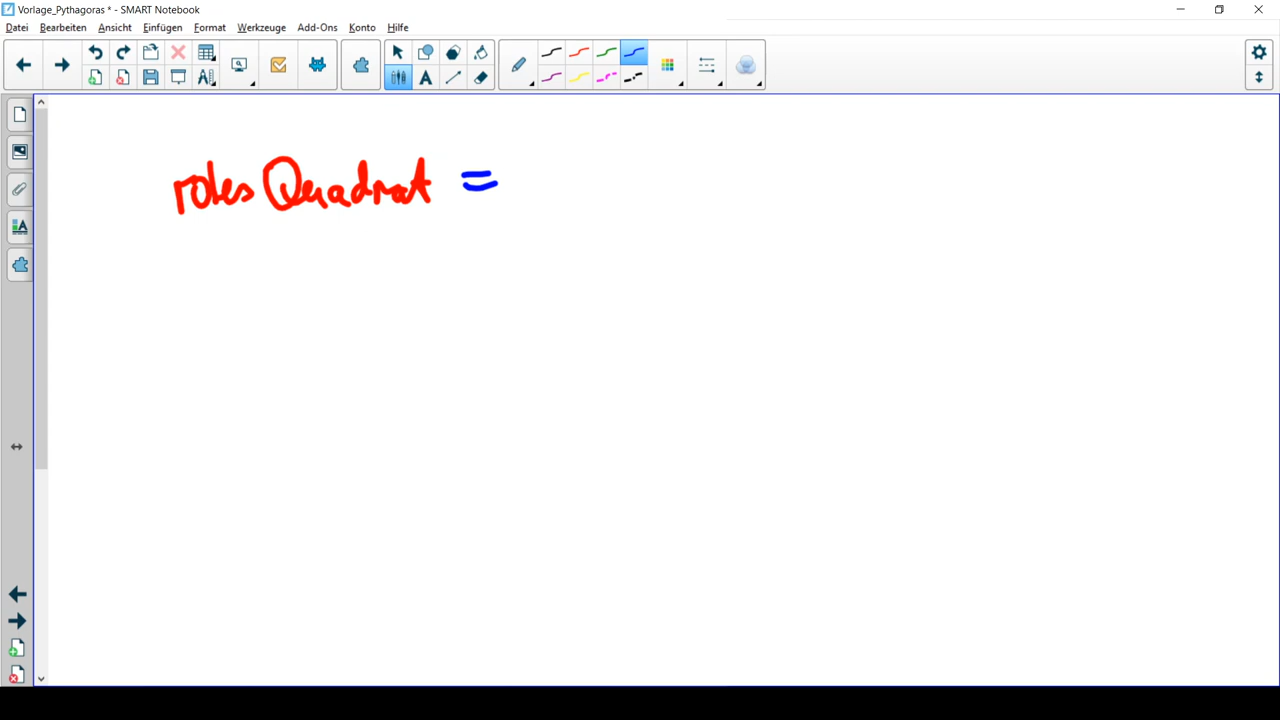 Vorlage_Pythagoras * - SMART Notebook
Datei Bearbeiten Ansicht Einfügen Format Werkzeuge Add-Ons Konto Hilfe
rotes Quadrat =